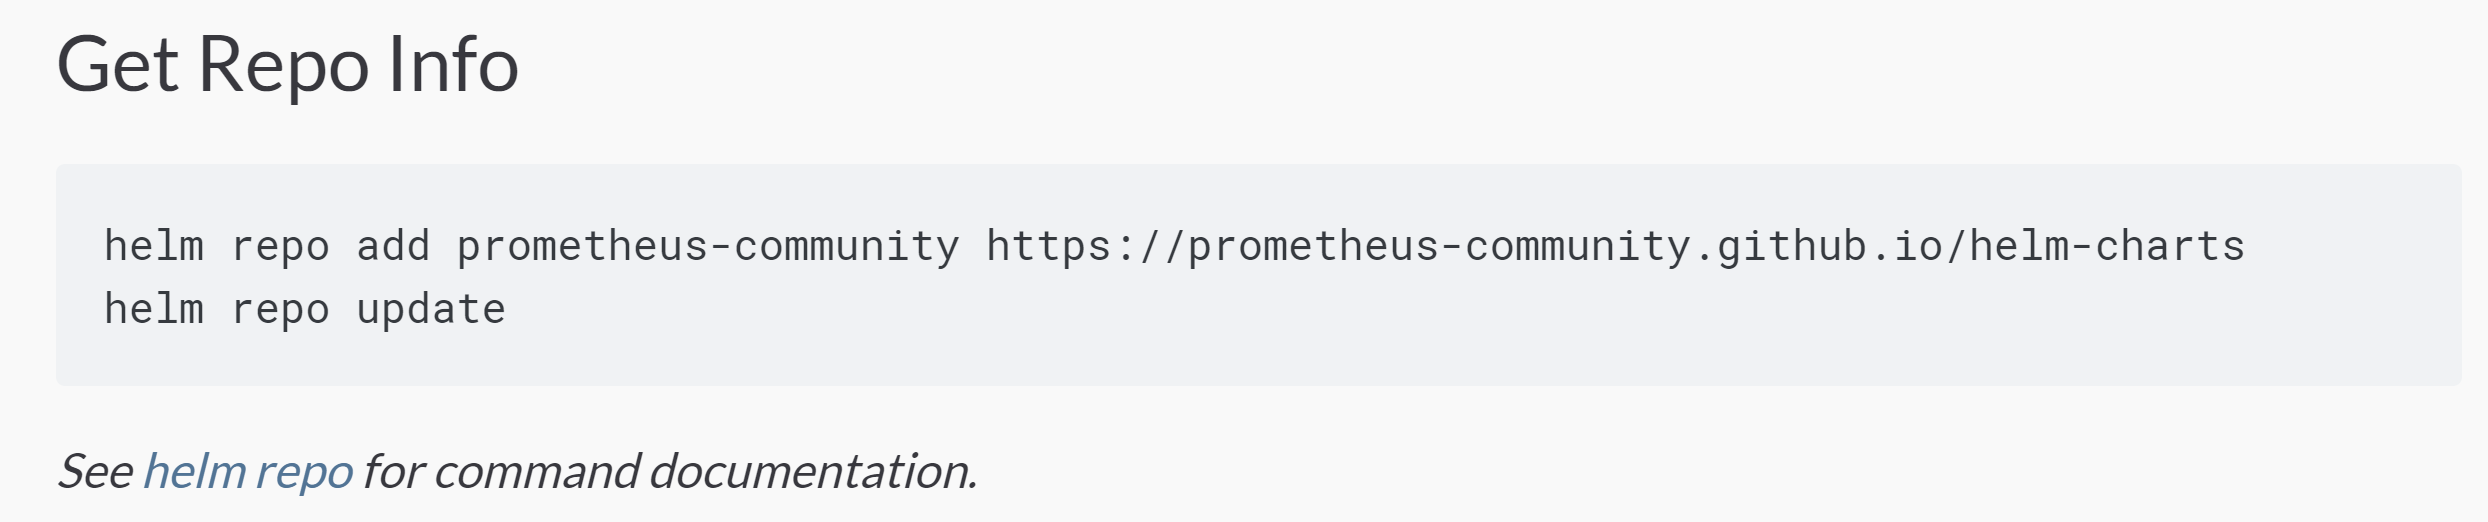 Get Repo Info
helm repo add prometheus-community https://prometheus-community.github.io/helm-charts
helm repo update
See helm repo for command documentation.